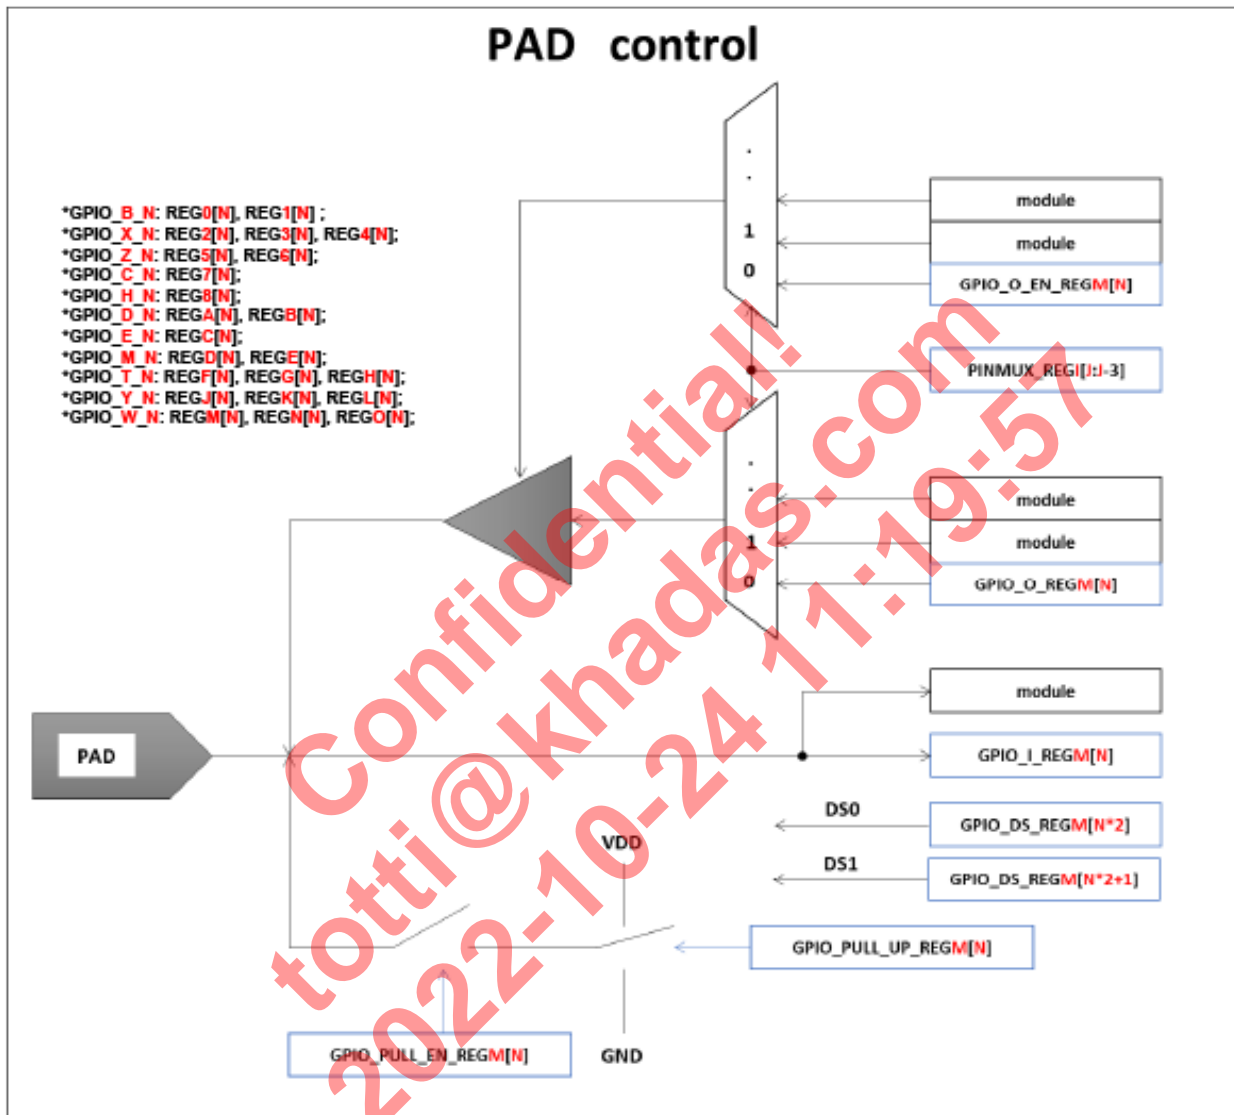 PAD control
*GPIO_B_N: REG0[N], REG1[N] ;
*GPIO_X_N: REG2[N], REG3[N], REG4[N];
*GPIO_Z_N: REG5[N], REG6[N];
*GPIO_C_N: REG7[N];
*GPIO_H_N: REG8[N];
*GPIO_D_N: REGA[N], REGB[N];
*GPIO_E_N: REGC[N];
*GPIO_M_N: REGD[N], REGE[N];
*GPIO_T_N: REGF[N], REGG[N], REGH[N];
*GPIO_Y_N: REGJ[N], REGK[N], REGL[N];
*GPIO_W_N: REGM[N], REGN[N], REGO[N];
.
.
1
0
module
module
GPIO_O_EN_REGM[N]
PINMUX_REGI[J:J-3]
.
.
1
0
module
module
GPIO_O_REGM[N]
module
PAD
GPIO_I_REGM[N]
DS0
GPIO_DS_REGM[N*2]
VDD
DS1
GPIO_DS_REGM[N*2+1]
GPIO_PULL_UP_REGM[N]
GPIO_PULL_EN_REGM[N]
GND
Confidential!
totti@khadas.com
2022-10-24 11:19:57